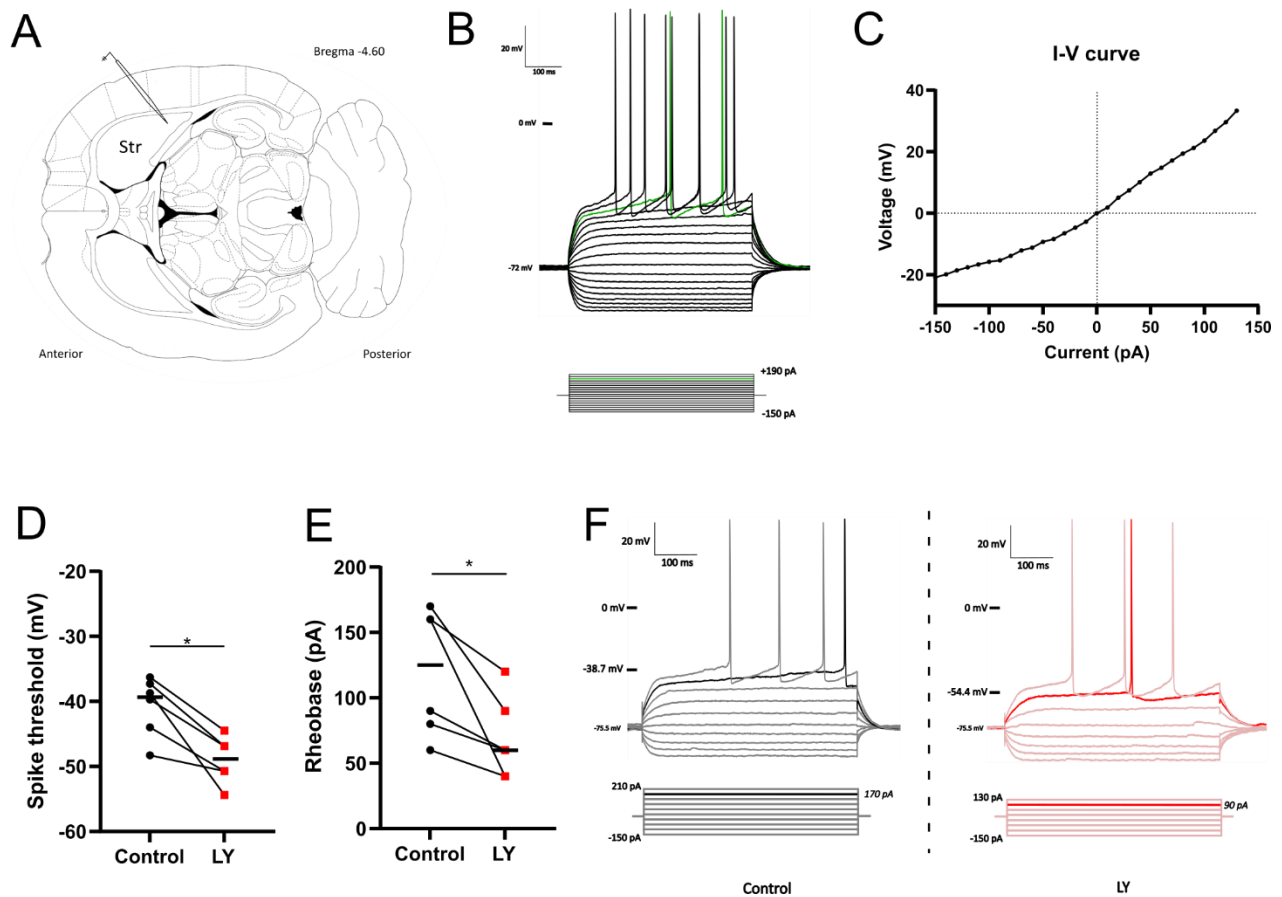 A
Bregma -4.60
Str
Anterior
Posterior
B
20 mV
100 ms
0 mV
-72 mV
+190 pA
-150 pA
C
I-V curve
Voltage (mV)
40
20
0
-20
-150
-100
-50
0
50
100
150
Current (pA)
D
Spike threshold (mV)
-20
-30
-40
-50
-60
*
Control
LY
E
Rheobase (pA)
200
150
100
50
0
*
Control
LY
F
20 mV
100 ms
0 mV
-38.7 mV
-75.5 mV
210 pA
170 pA
-150 pA
Control
20 mV
100 ms
0 mV
-54.4 mV
-75.5 mV
130 pA
90 pA
-150 pA
LY